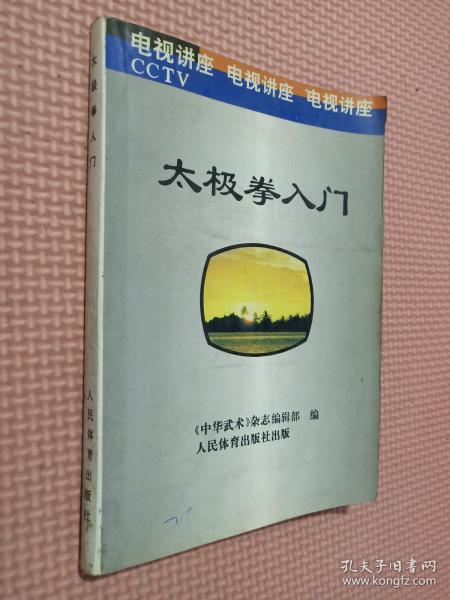 电视讲座 电视讲座 电视讲座
CCTV
太极拳入门
《中华武术》杂志编辑部 编
人民体育出版社出版
太极拳入门
人民体育出版社
孔夫子旧书网
www.kongfz.com